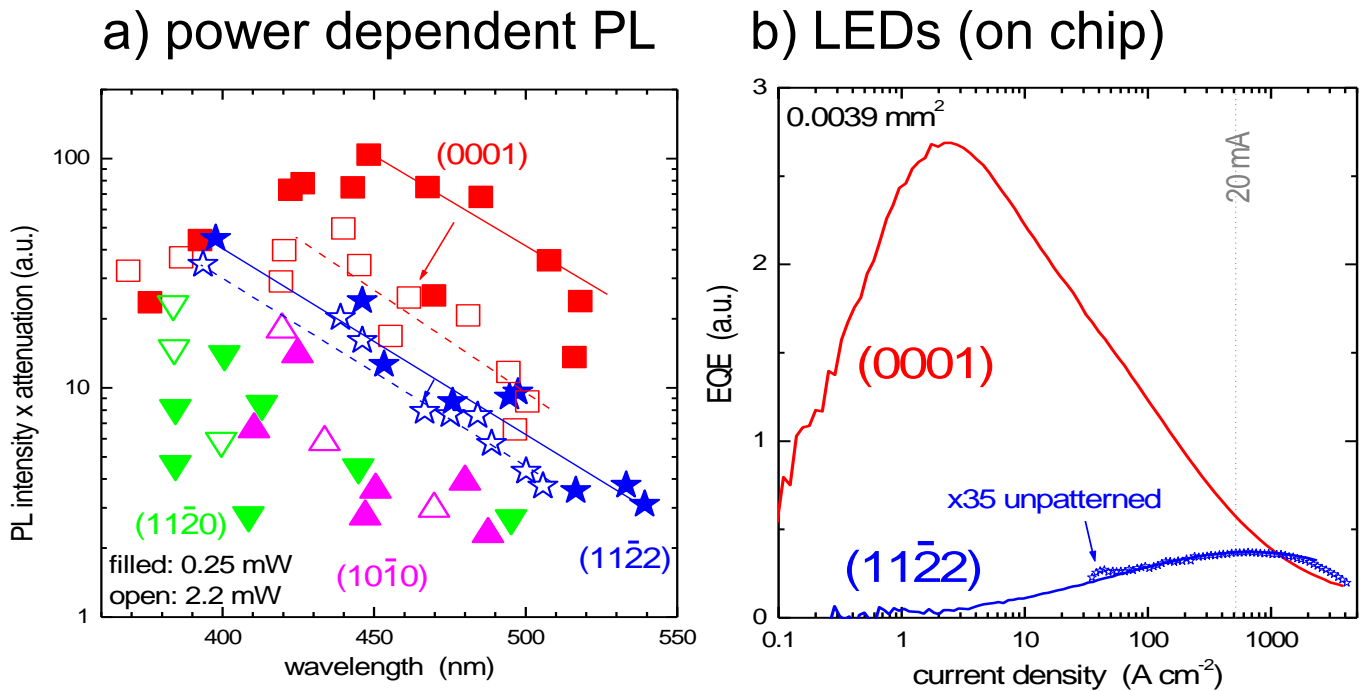 a) power dependent PL
b) LEDs (on chip)
PL intensity x attenuation (a.u.)
100
10
1
(0001)
(112̄0)
(101̄0)
(112̄2)
filled: 0.25 mW
open: 2.2 mW
400
450
500
550
wavelength (nm)
EQE (a.u.)
3
2
1
0
0.0039 mm²
20 mA
(0001)
x35 unpatterned
(112̄2)
0.1
1
10
100
1000
current density (A cm⁻²)